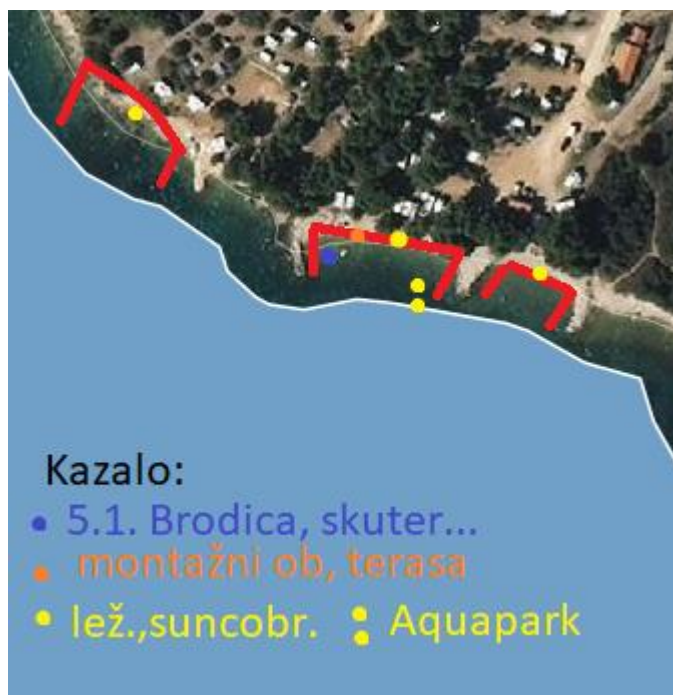 Kazalo:
5.1. Brodica, skuter...
montažni ob, terasa
lež.,suncobr. Aquapark